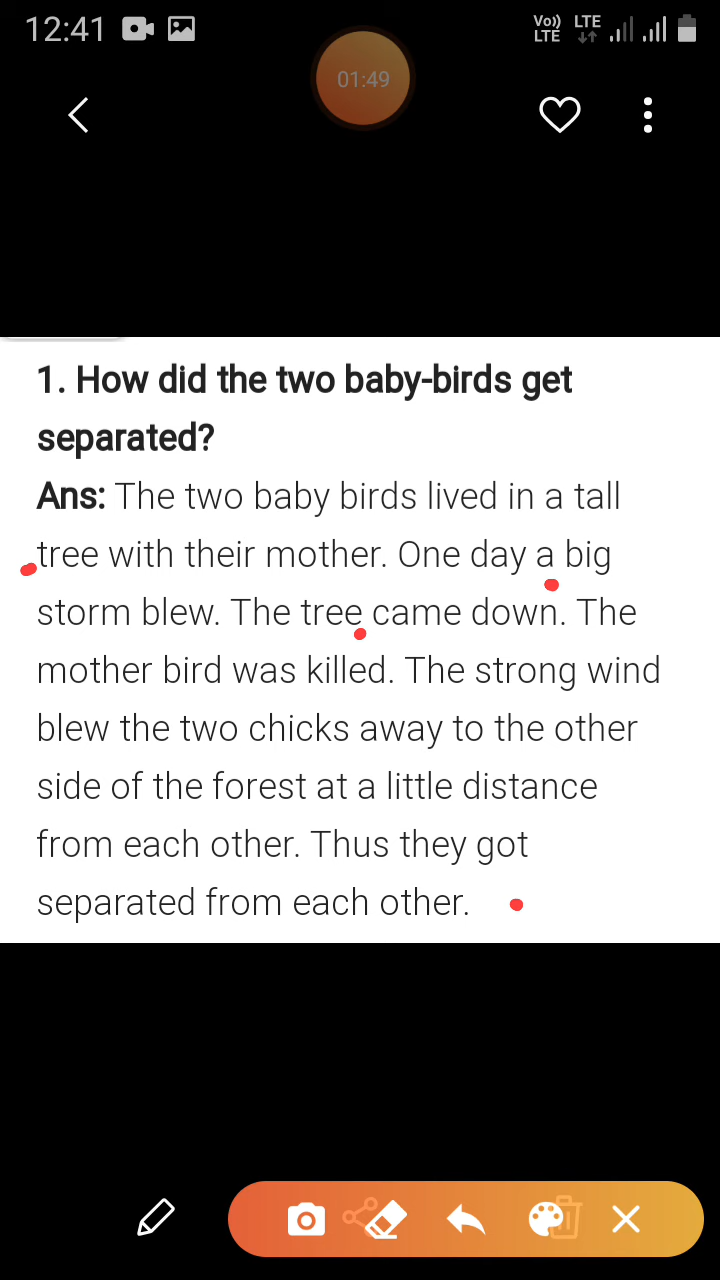 12:41
Vo)) LTE
LTE
01:49
1. How did the two baby-birds get
separated?
Ans: The two baby birds lived in a tall
tree with their mother. One day a big
storm blew. The tree came down. The
mother bird was killed. The strong wind
blew the two chicks away to the other
side of the forest at a little distance
from each other. Thus they got
separated from each other.